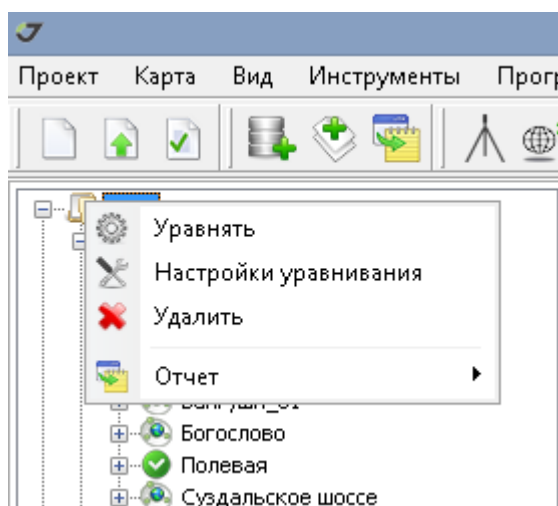 Проект Карта Вид Инструменты
Уравнять
Настройки уравнивания
Удалить
Отчет
Богослово
Полевая
Суздальское шоссе